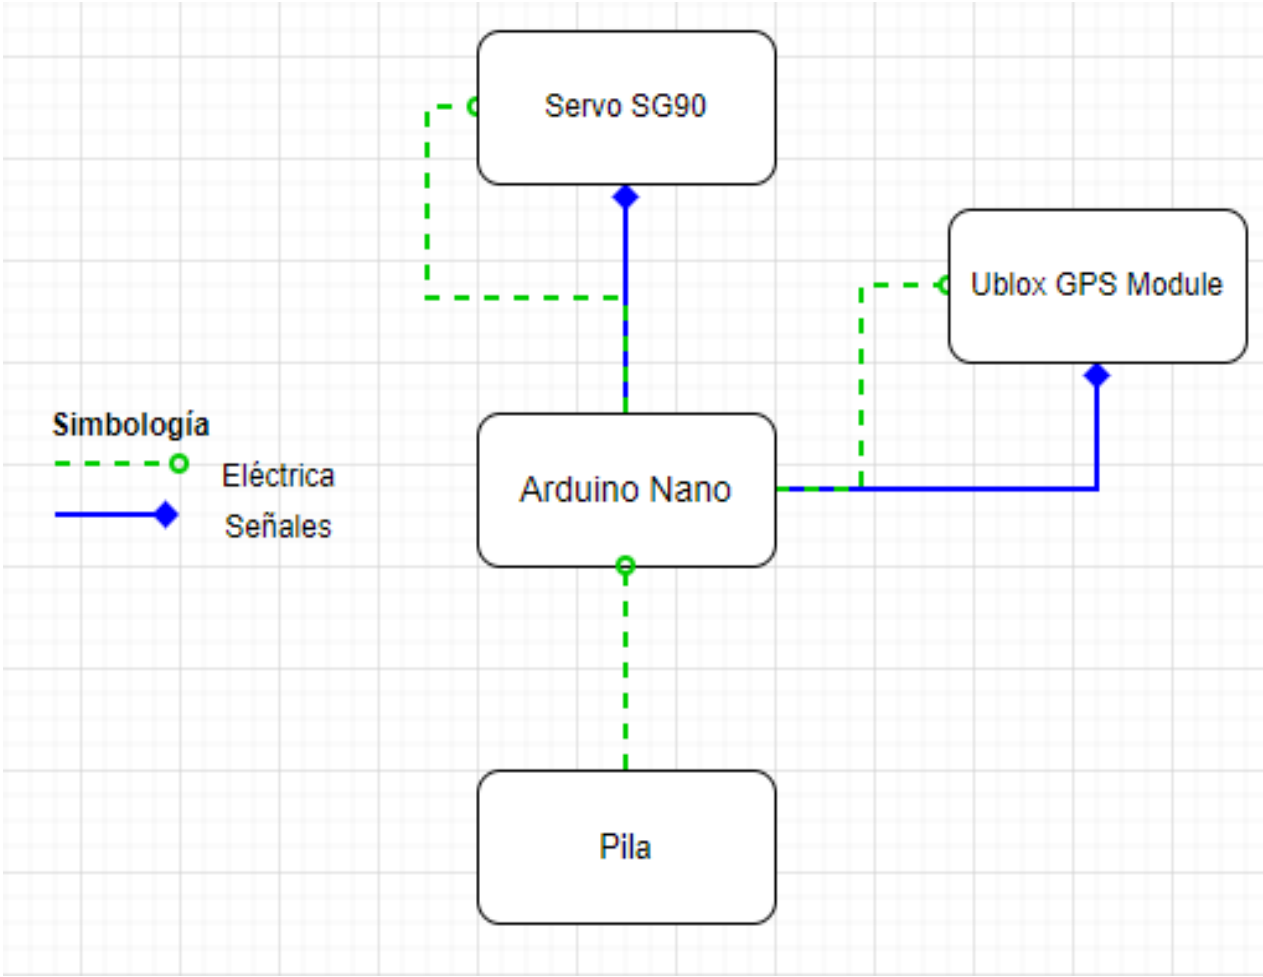 Servo SG90
Ublox GPS Module
Simbología
Eléctrica
Señales
Arduino Nano
Pila